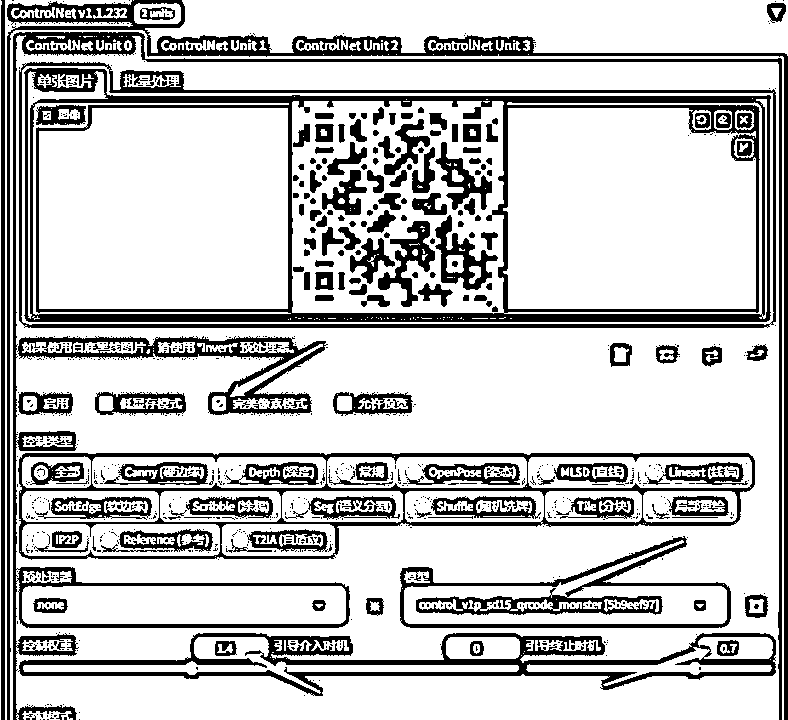 ControlNet v1.1.232 2 units
ControlNet Unit 0 ControlNet Unit 1 ControlNet Unit 2 ControlNet Unit 3
单张图片 批量处理
图像
如果使用白底黑线图片，请使用 "invert" 预处理器。
启用 低显存模式 完美像素模式 允许预览
控制类型
全部 Canny (硬边缘) Depth (深度) 常规 OpenPose (姿态) MLSD (直线) Lineart (线稿)
SoftEdge (软边缘) Scribble (涂鸦) Seg (语义分割) Shuffle (随机洗牌) Tile (分块) 局部重绘
IP2P Reference (参考) T2IA (自适应)
预处理器 模型
none control_v1p_sd15_qrcode_monster [5b9eef97]
控制权重 1.4 引导介入时机 0 引导终止时机 0.7
控制模式